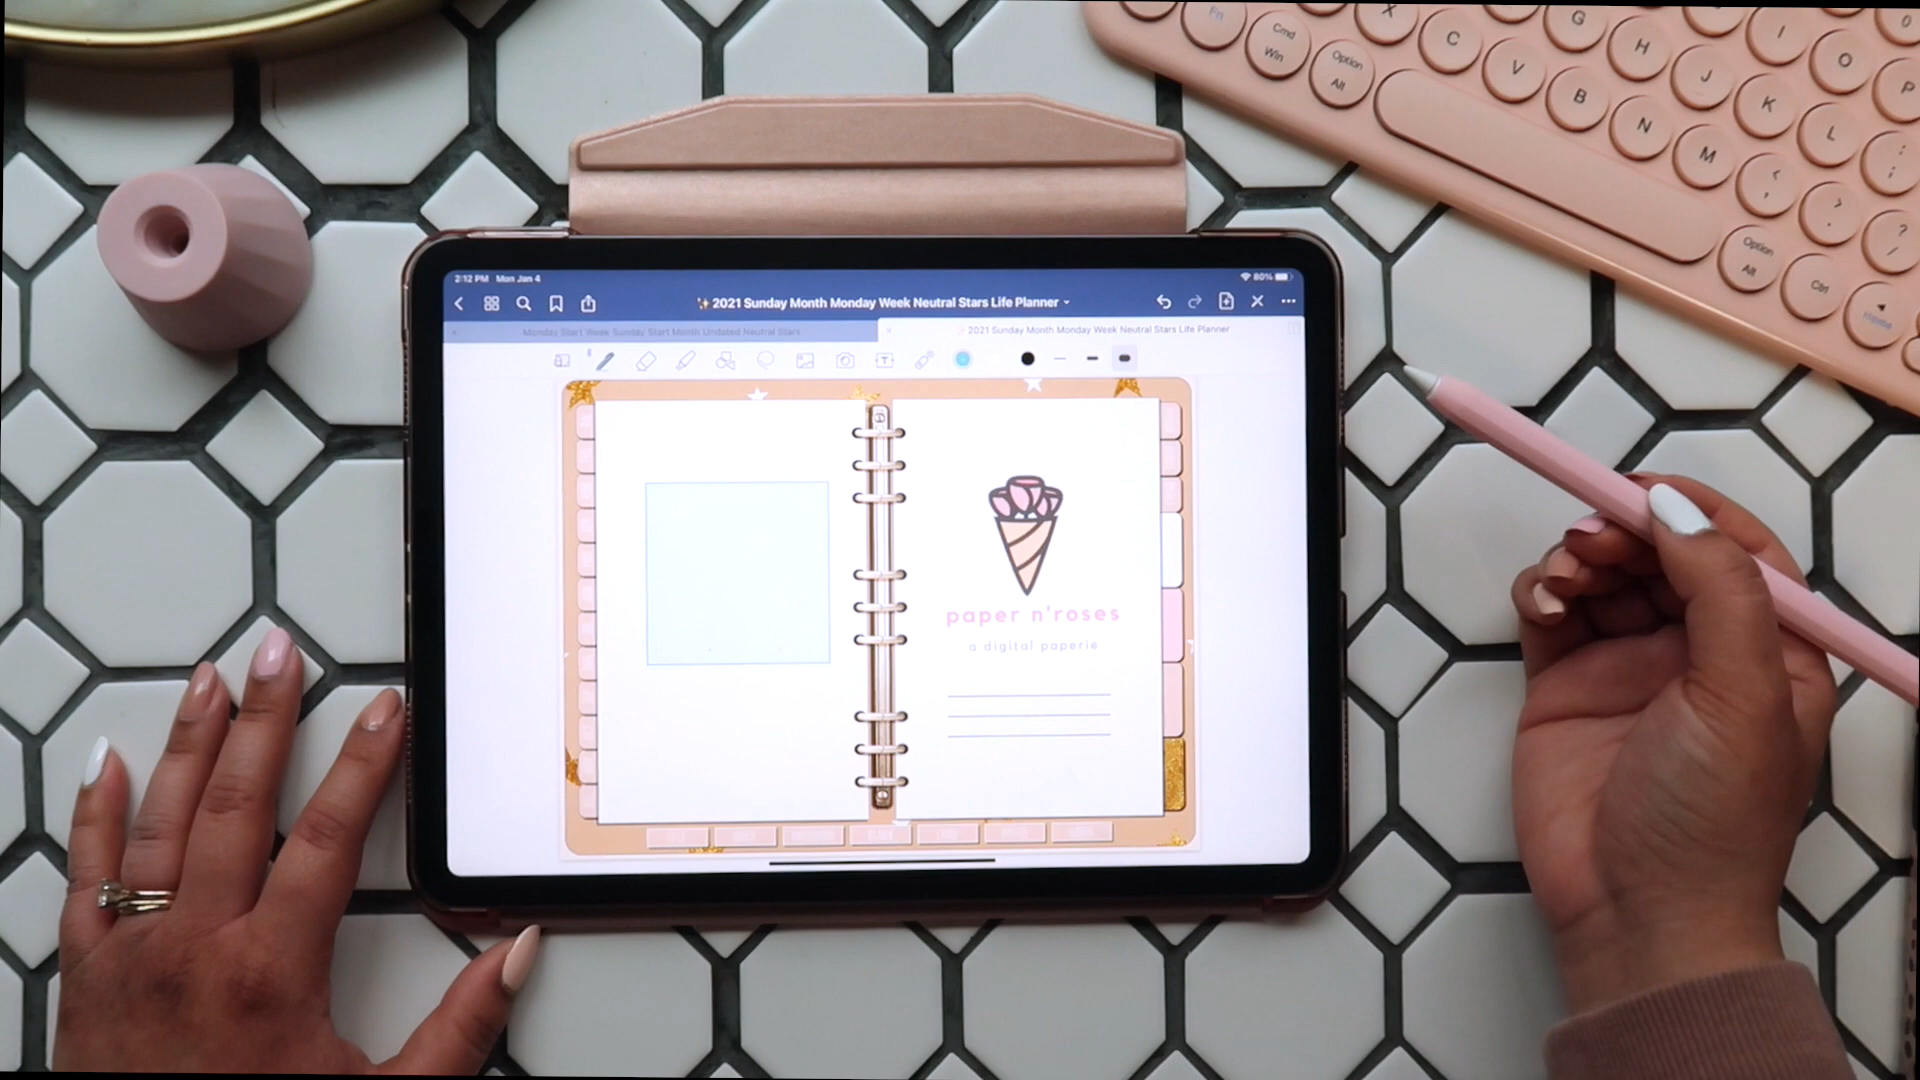 Fn
Cmd
Win
Option
Alt
X
C
V
B
G
H
N
J
M
I
K
O
L
P
:
;
<
,
>
.
?
/
Option
Alt
Ctrl
Home
2:12 PM Mon Jan 4
80%
✨ 2021 Sunday Month Monday Week Neutral Stars Life Planner
Monday Start Week Sunday Start Month Undated Neutral Stars
2021 Sunday Month Monday Week Neutral Stars Life Planner
T
paper n'roses
a digital paperie